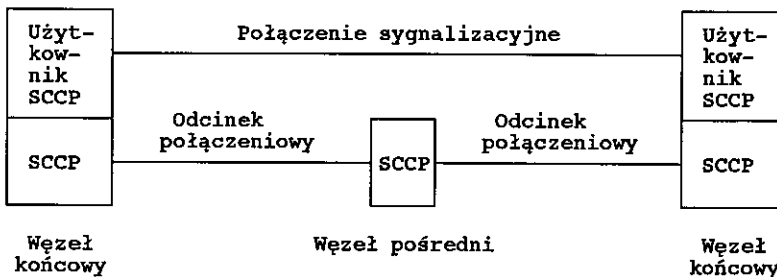 Użyt-
kow-
nik
SCCP
Połączenie sygnalizacyjne
Użyt-
kow-
nik
SCCP
Odcinek
połączeniowy
Odcinek
połączeniowy
SCCP
SCCP
SCCP
Węzeł
końcowy
Węzeł pośredni
Węzeł
końcowy